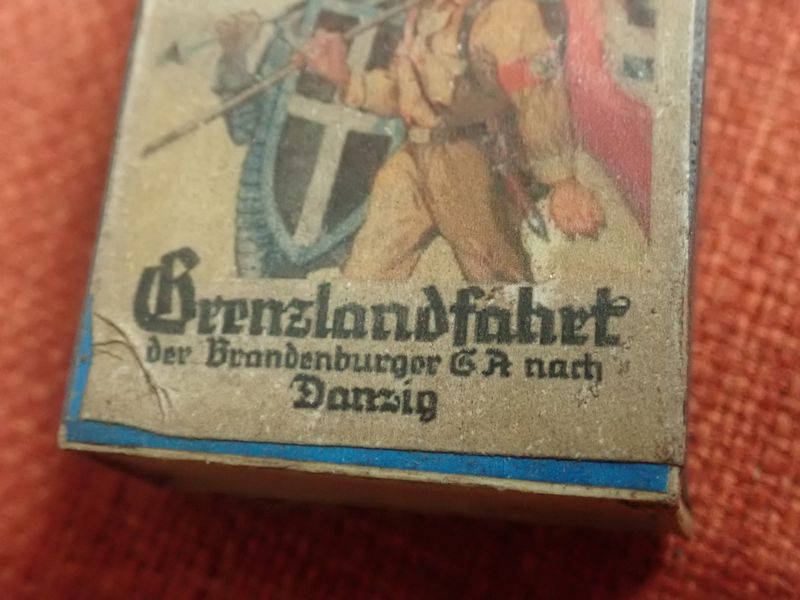 Grenzlandfahrt
der Brandenburger SA nach
Danzig